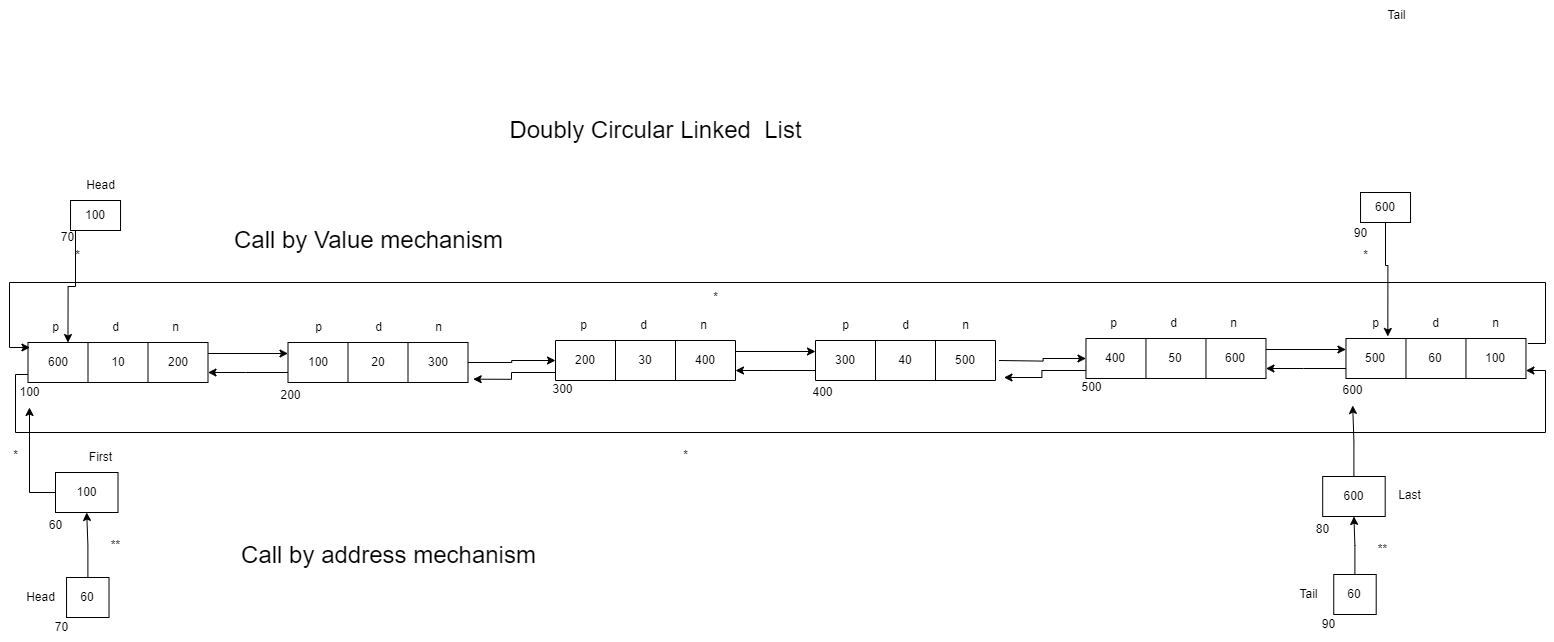 Tail
Doubly Circular Linked  List
Head
100
600
70
90
Call by Value mechanism
*
*
*
p d n p d n p d n p d n p d n p d n
600 10 200 100 20 300 200 30 400 300 40 500 400 50 600 500 60 100
100 200 300 400 500 600
*
*
First
100
600
Last
60
80
**
**
Call by address mechanism
Head
60
Tail
60
70
90